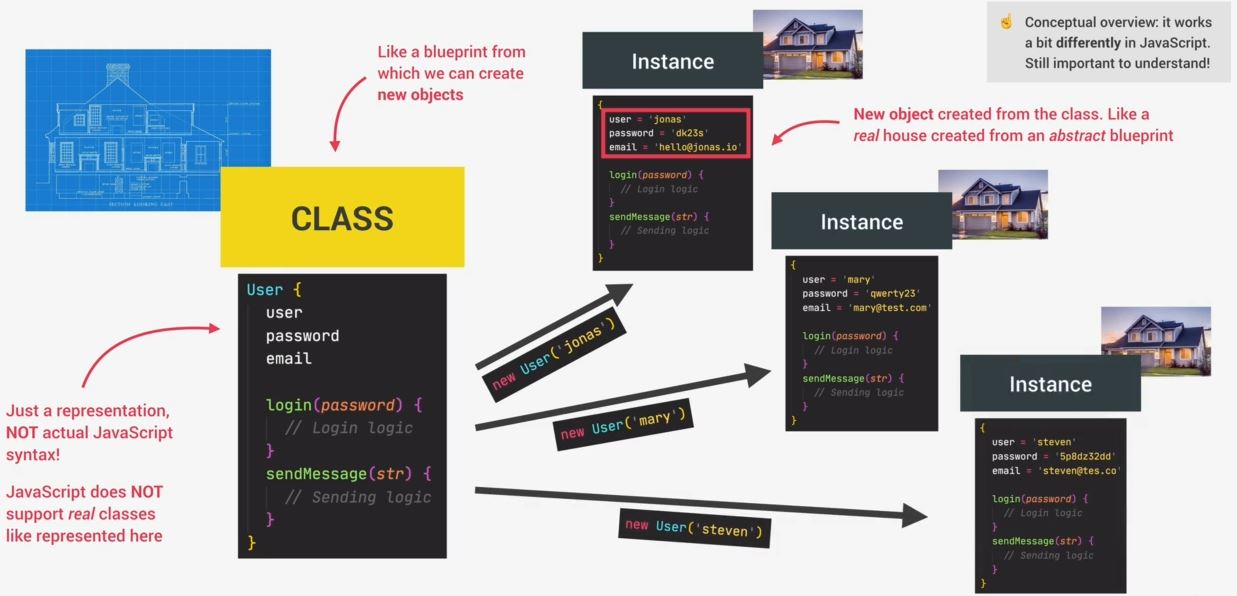 ☝ Conceptual overview: it works
a bit differently in JavaScript.
Still important to understand!
Like a blueprint from
which we can create
new objects
SECTION LOOKING EAST
CLASS
User {
user
password
email
login(password) {
// Login logic
}
sendMessage(str) {
// Sending logic
}
}
Just a representation,
NOT actual JavaScript
syntax!
JavaScript does NOT
support real classes
like represented here
Instance
{
user = 'jonas'
password = 'dk23s'
email = 'hello@jonas.io'
login(password) {
// Login logic
}
sendMessage(str) {
// Sending logic
}
}
New object created from the class. Like a
real house created from an abstract blueprint
new User('jonas')
Instance
{
user = 'mary'
password = 'qwerty23'
email = 'mary@test.com'
login(password) {
// Login logic
}
sendMessage(str) {
// Sending logic
}
}
new User('mary')
Instance
{
user = 'steven'
password = '5p8dz32dd'
email = 'steven@tes.co'
login(password) {
// Login logic
}
sendMessage(str) {
// Sending logic
}
}
new User('steven')